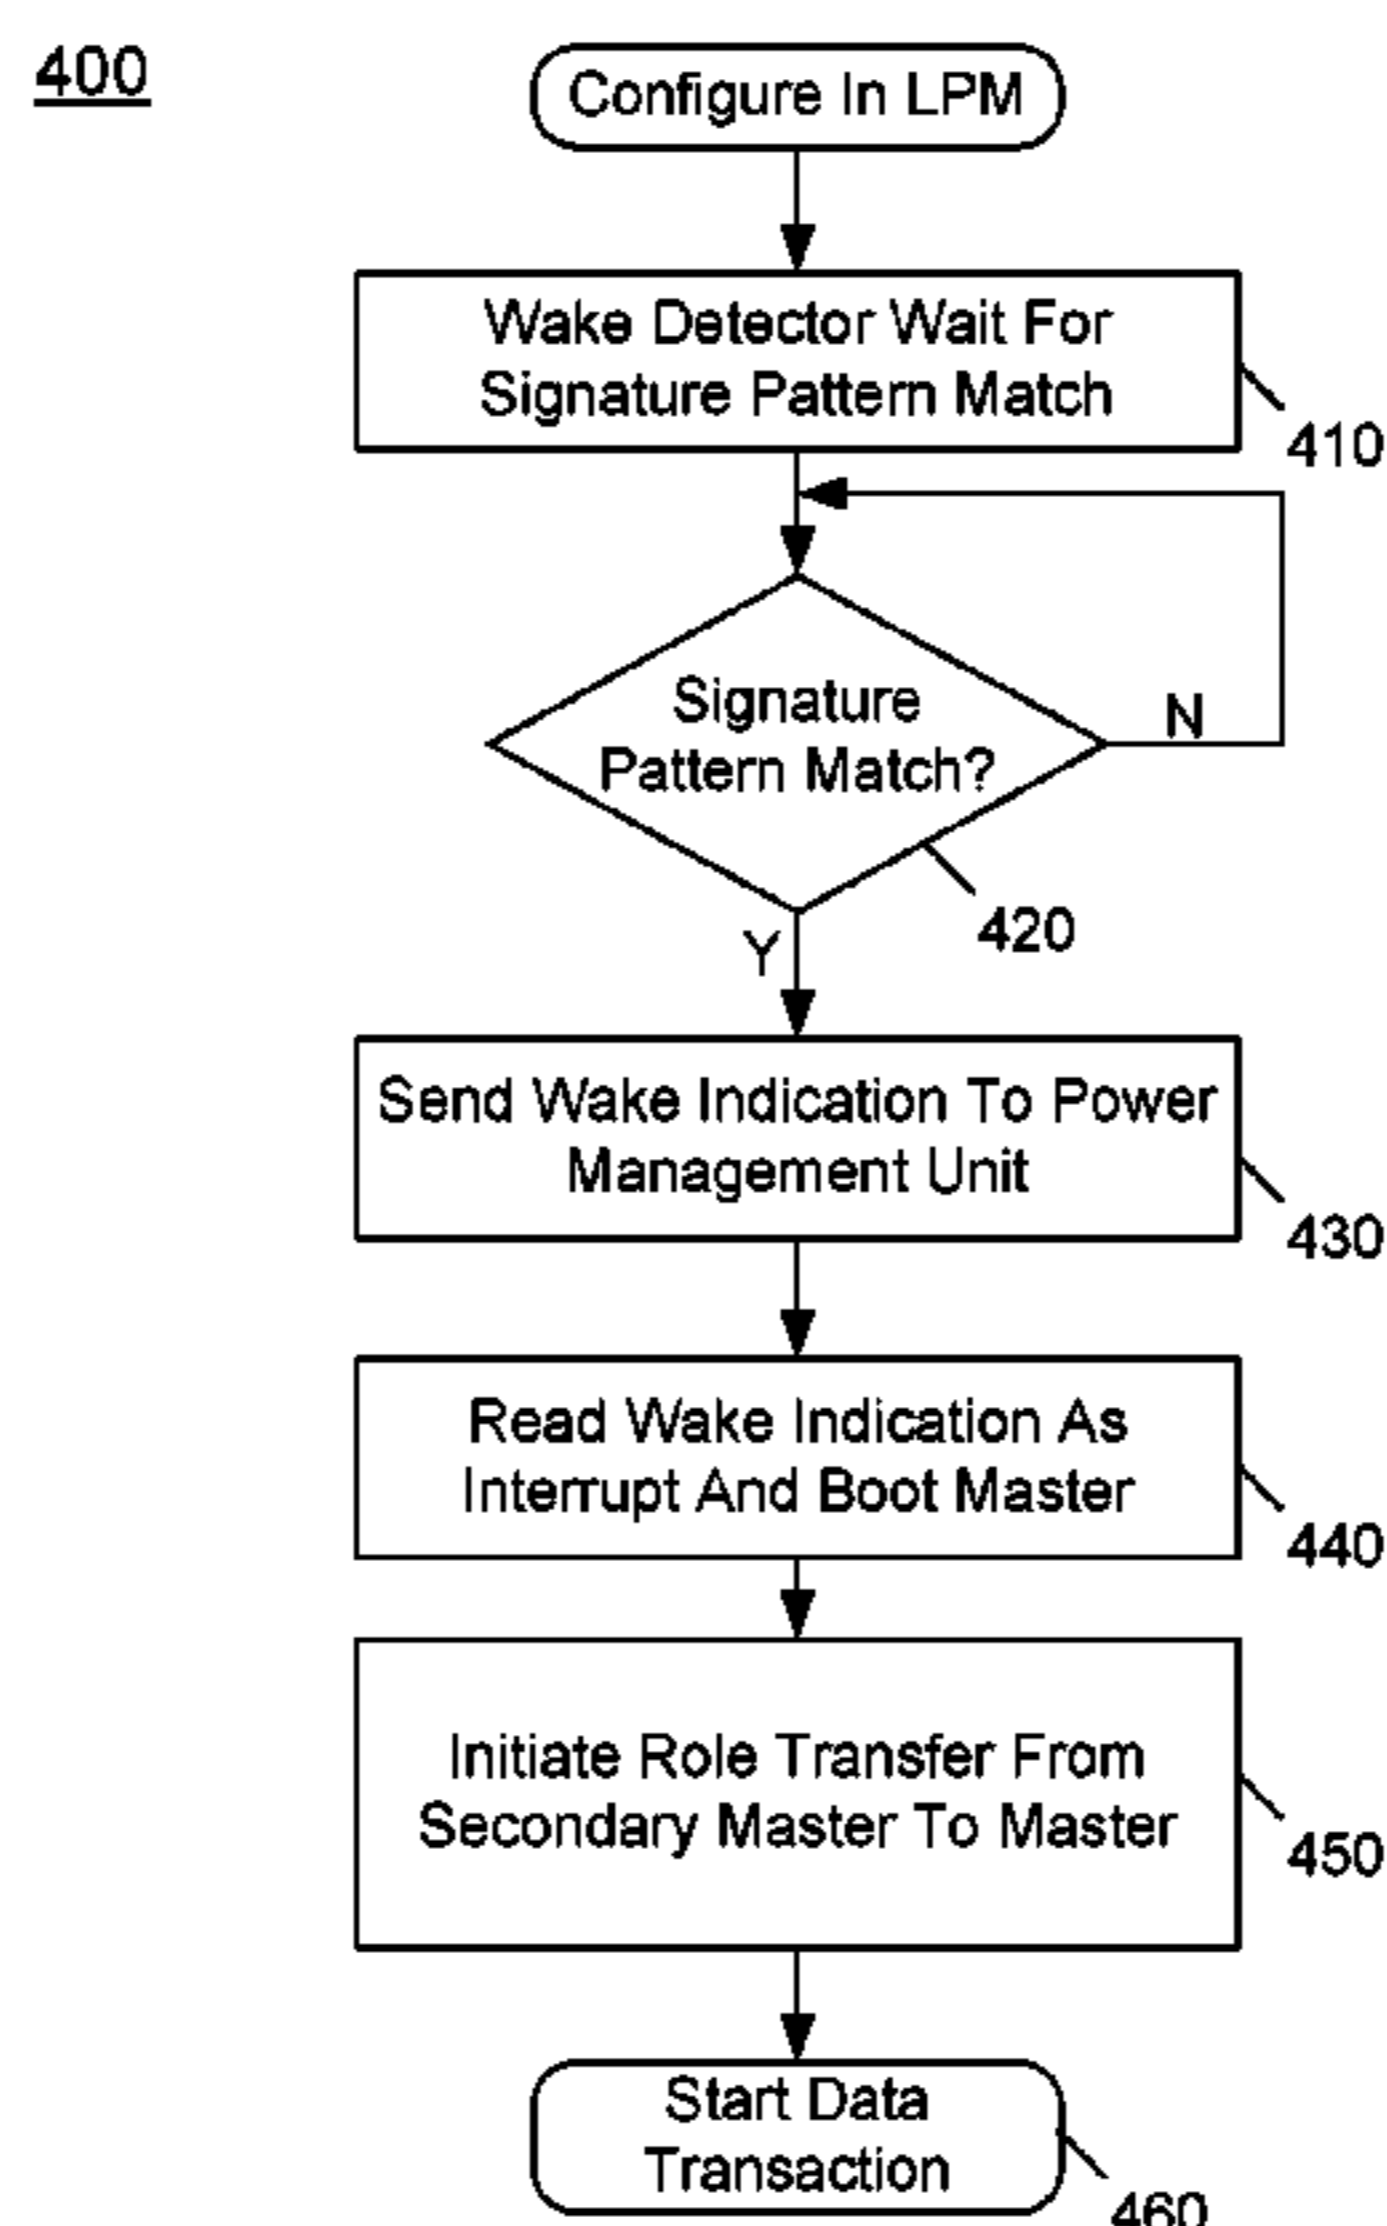 400
Configure In LPM
Wake Detector Wait For
Signature Pattern Match
410
Signature
Pattern Match?
N
420
Y
Send Wake Indication To Power
Management Unit
430
Read Wake Indication As
Interrupt And Boot Master
440
Initiate Role Transfer From
Secondary Master To Master
450
Start Data
Transaction
460